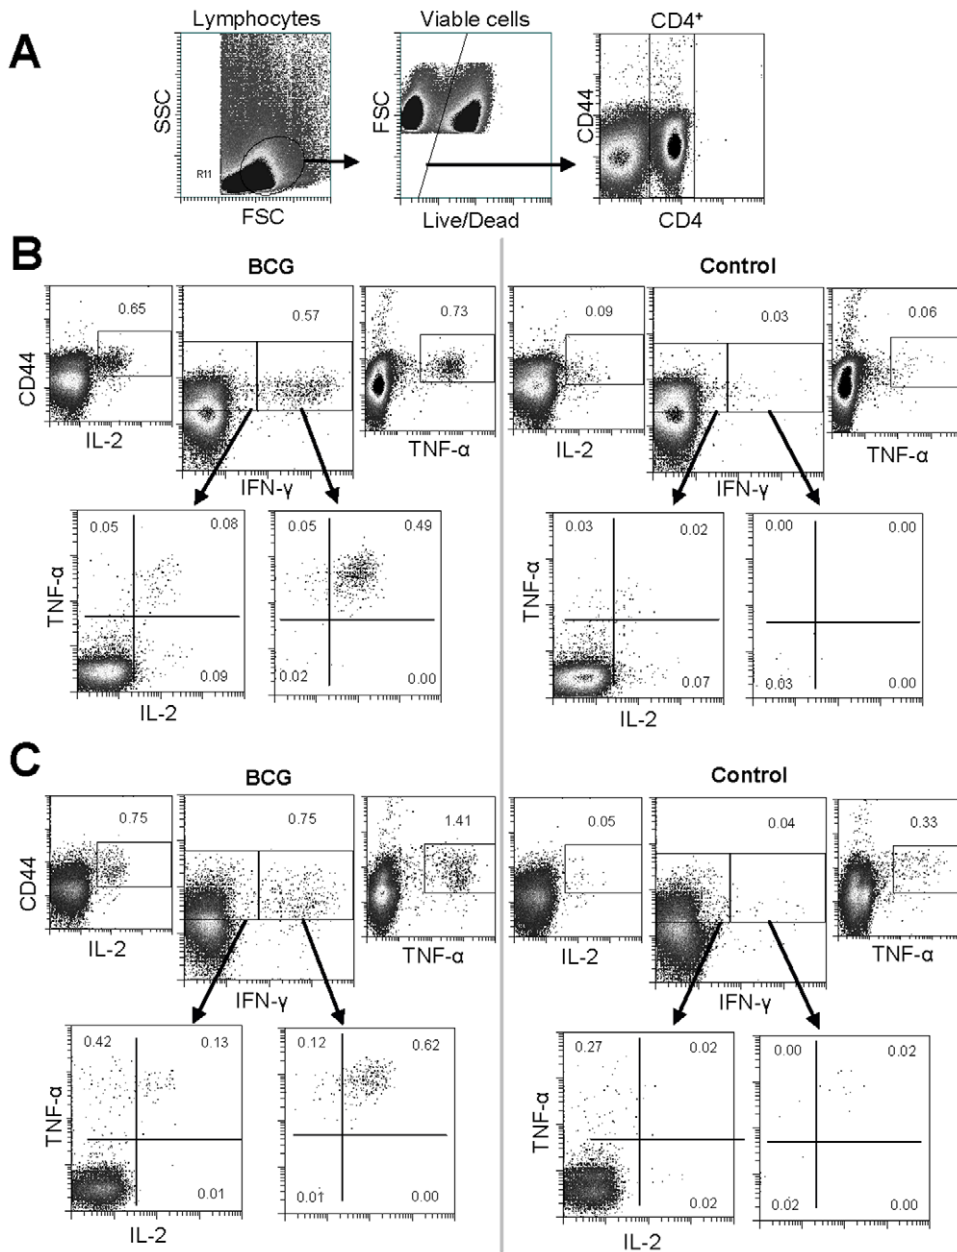 A
Lymphocytes
Viable cells
CD4⁺
SSC
R11
FSC
FSC
Live/Dead
CD44
CD4
B
BCG
Control
0.65
0.57
0.73
0.09
0.03
0.06
CD44
IL-2
IFN-γ
TNF-α
IL-2
IFN-γ
TNF-α
0.05 0.08
0.05 0.49
0.03 0.02
0.00 0.00
TNF-α
TNF-α
0.09
0.02 0.00
0.07
0.03 0.00
IL-2
IL-2
C
BCG
Control
0.75
0.75
1.41
0.05
0.04
0.33
CD44
IL-2
IFN-γ
TNF-α
IL-2
IFN-γ
TNF-α
0.42 0.13
0.12 0.62
0.27 0.02
0.00 0.02
TNF-α
TNF-α
0.01
0.01 0.00
0.02
0.02 0.00
IL-2
IL-2